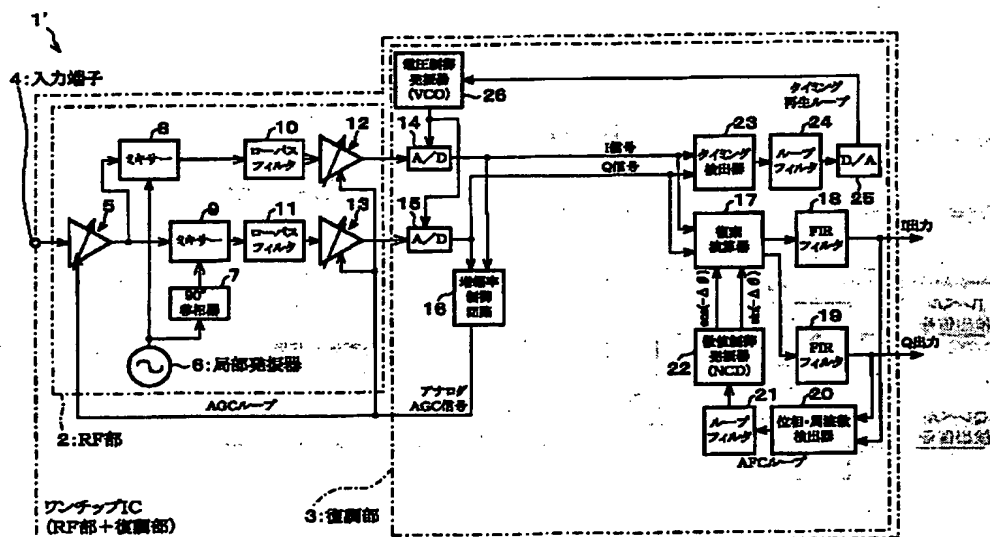 1'
4:入力端子
8
ミキサー
10
ローパス
フィルタ
12
電圧制御
発振器
(VCO)
26
14
A/D
I信号
Q信号
23
タイミング
検出器
24
ループ
フィルタ
タイミング
再生ループ
D/A
25
5
9
ミキサー
11
ローパス
フィルタ
13
15
A/D
17
複素
演算器
18
FIR
フィルタ
I出力
7
90°
移相器
16
増幅率
制御
回路
cos(-Δθ)
sin(-Δθ)
6:局部発振器
22
数値制御
発振器
(NCO)
19
FIR
フィルタ
Q出力
AGCループ
アナログ
AGC信号
2:RF部
21
ループ
フィルタ
20
位相・周波数
検出器
AFCループ
ワンチップIC
(RF部+復調部)
3:復調部